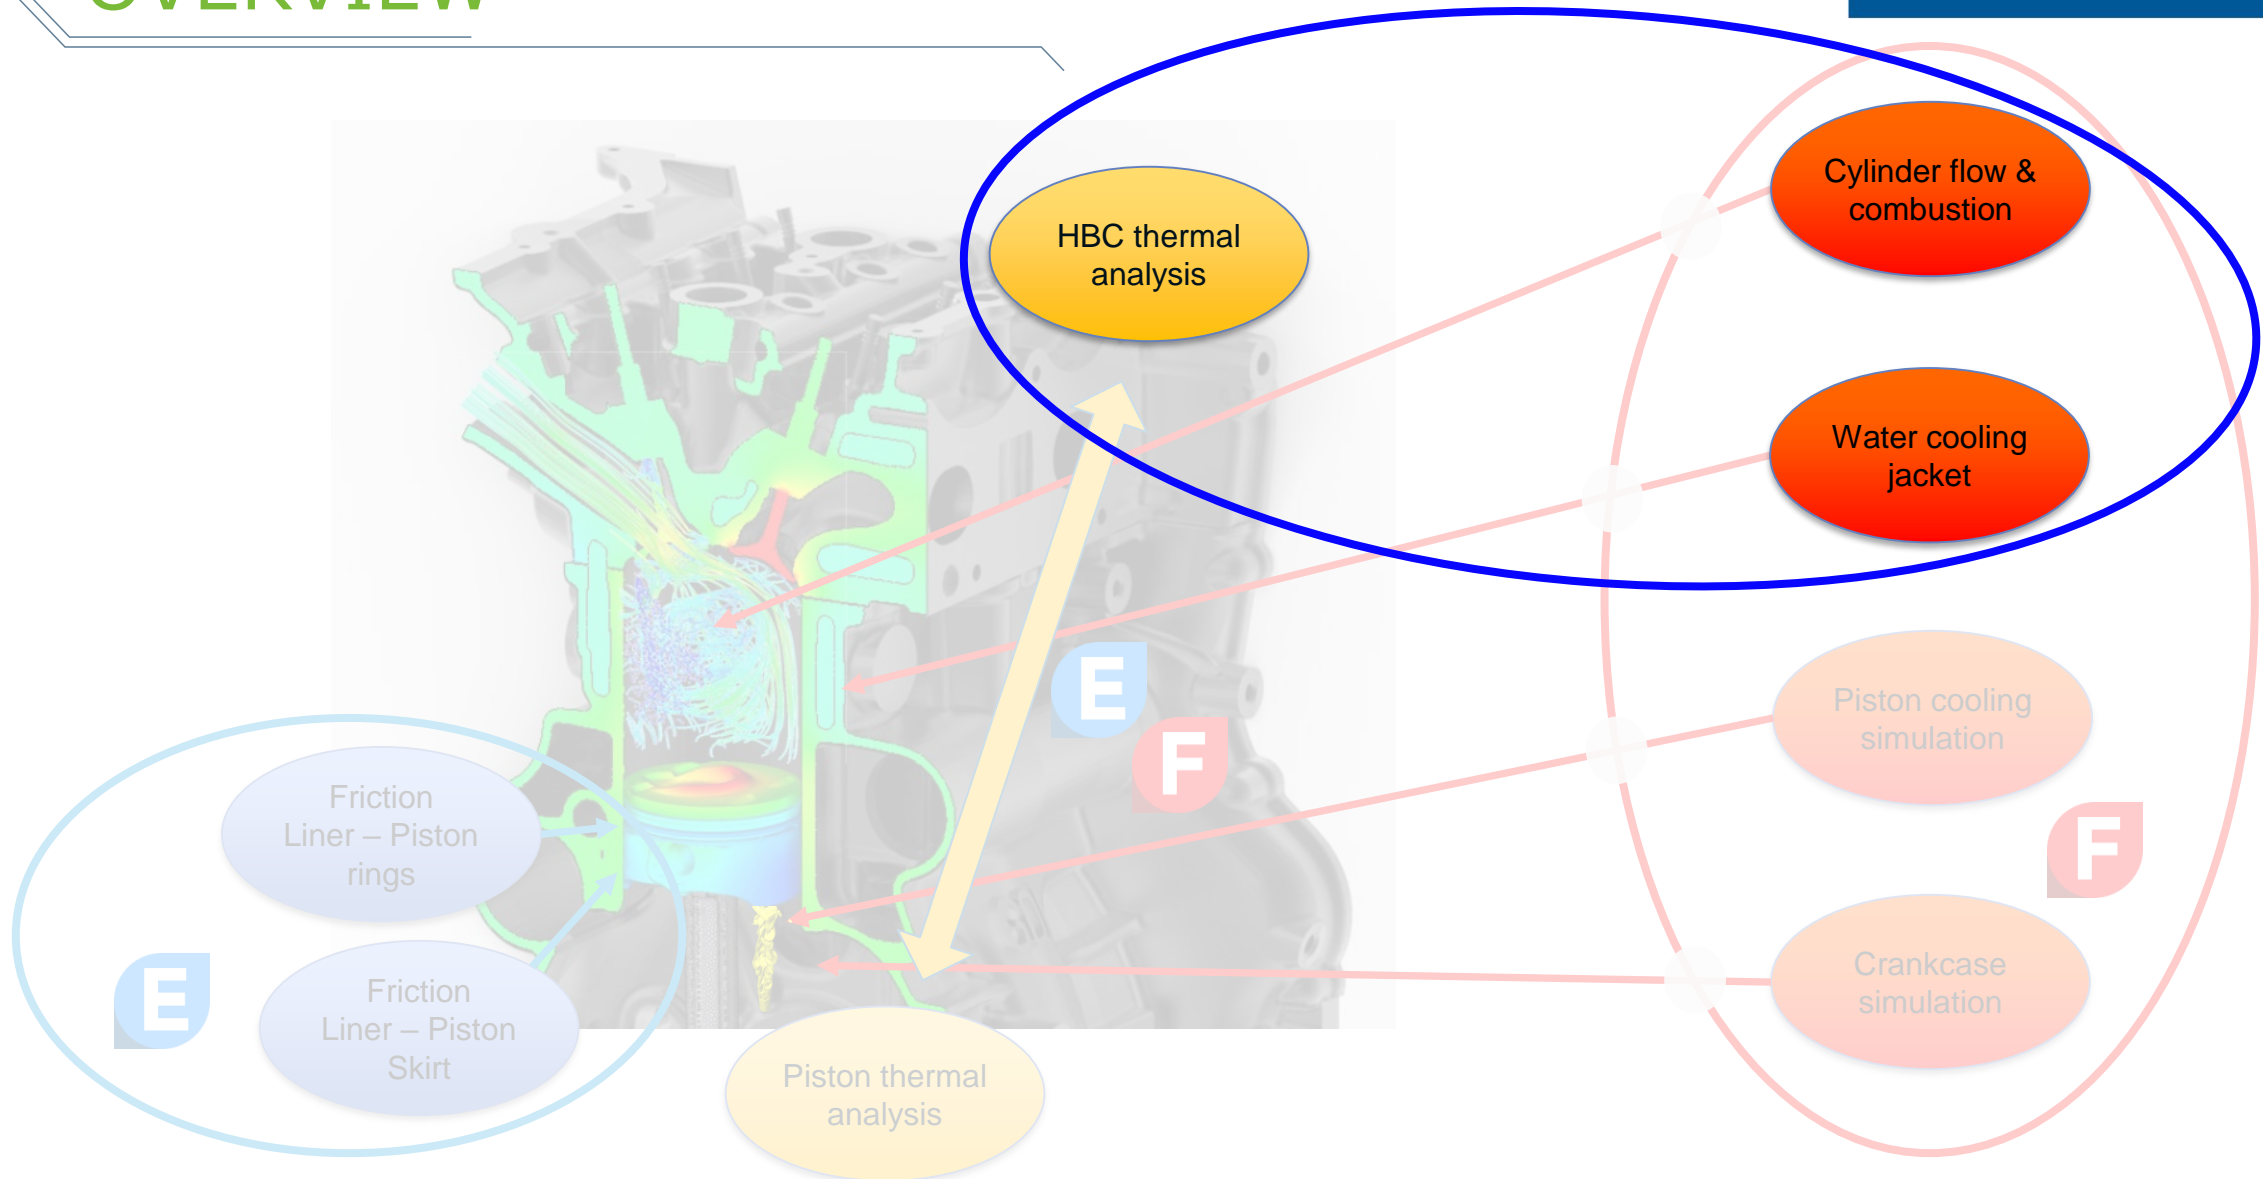 OVERVIEW
Cylinder flow &
combustion
HBC thermal
analysis
Water cooling
jacket
E
F
Piston cooling
simulation
F
Friction
Liner – Piston
rings
E
Friction
Liner – Piston
Skirt
Crankcase
simulation
Piston thermal
analysis